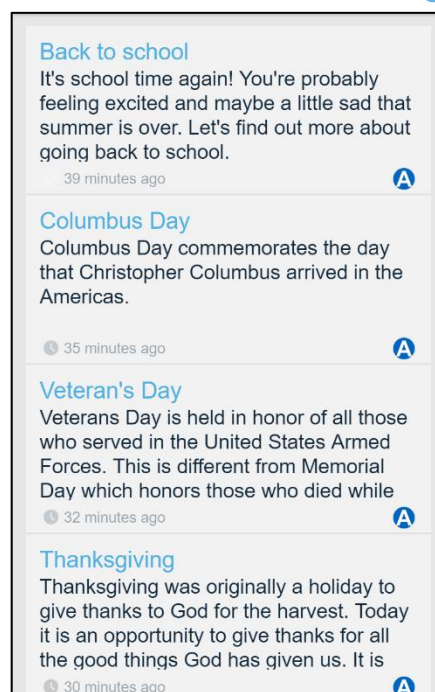 Back to school
It's school time again! You're probably
feeling excited and maybe a little sad that
summer is over. Let's find out more about
going back to school.
39 minutes ago
A
Columbus Day
Columbus Day commemorates the day
that Christopher Columbus arrived in the
Americas.
35 minutes ago
A
Veteran's Day
Veterans Day is held in honor of all those
who served in the United States Armed
Forces. This is different from Memorial
Day which honors those who died while
32 minutes ago
A
Thanksgiving
Thanksgiving was originally a holiday to
give thanks to God for the harvest. Today
it is an opportunity to give thanks for all
the good things God has given us. It is
30 minutes ago
A